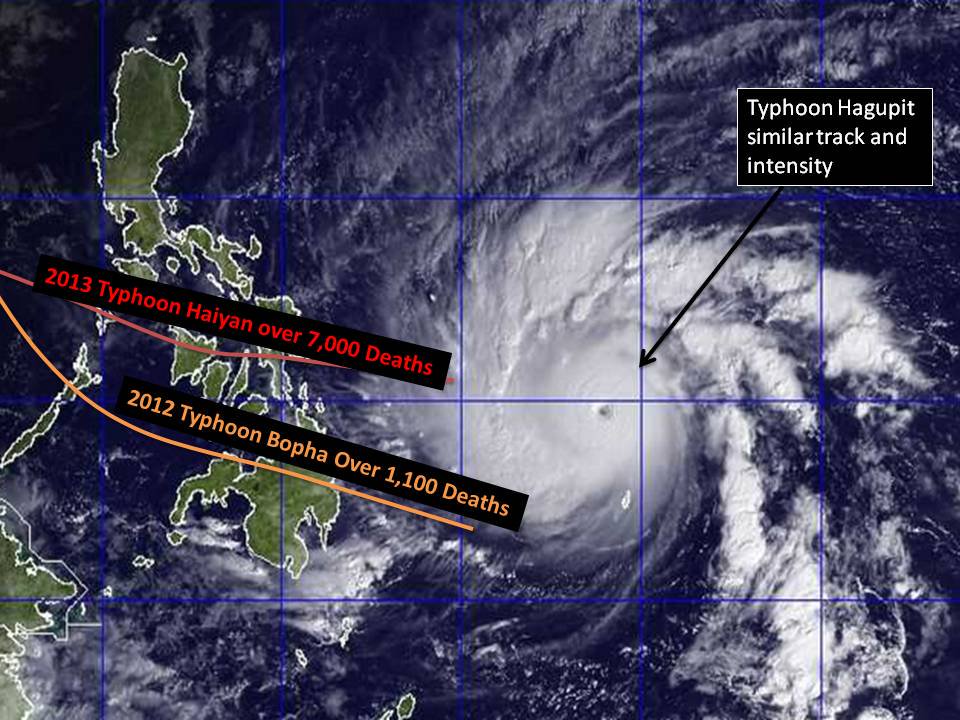 Typhoon Hagupit
similar track and
intensity
2013 Typhoon Haiyan over 7,000 Deaths
2012 Typhoon Bopha Over 1,100 Deaths